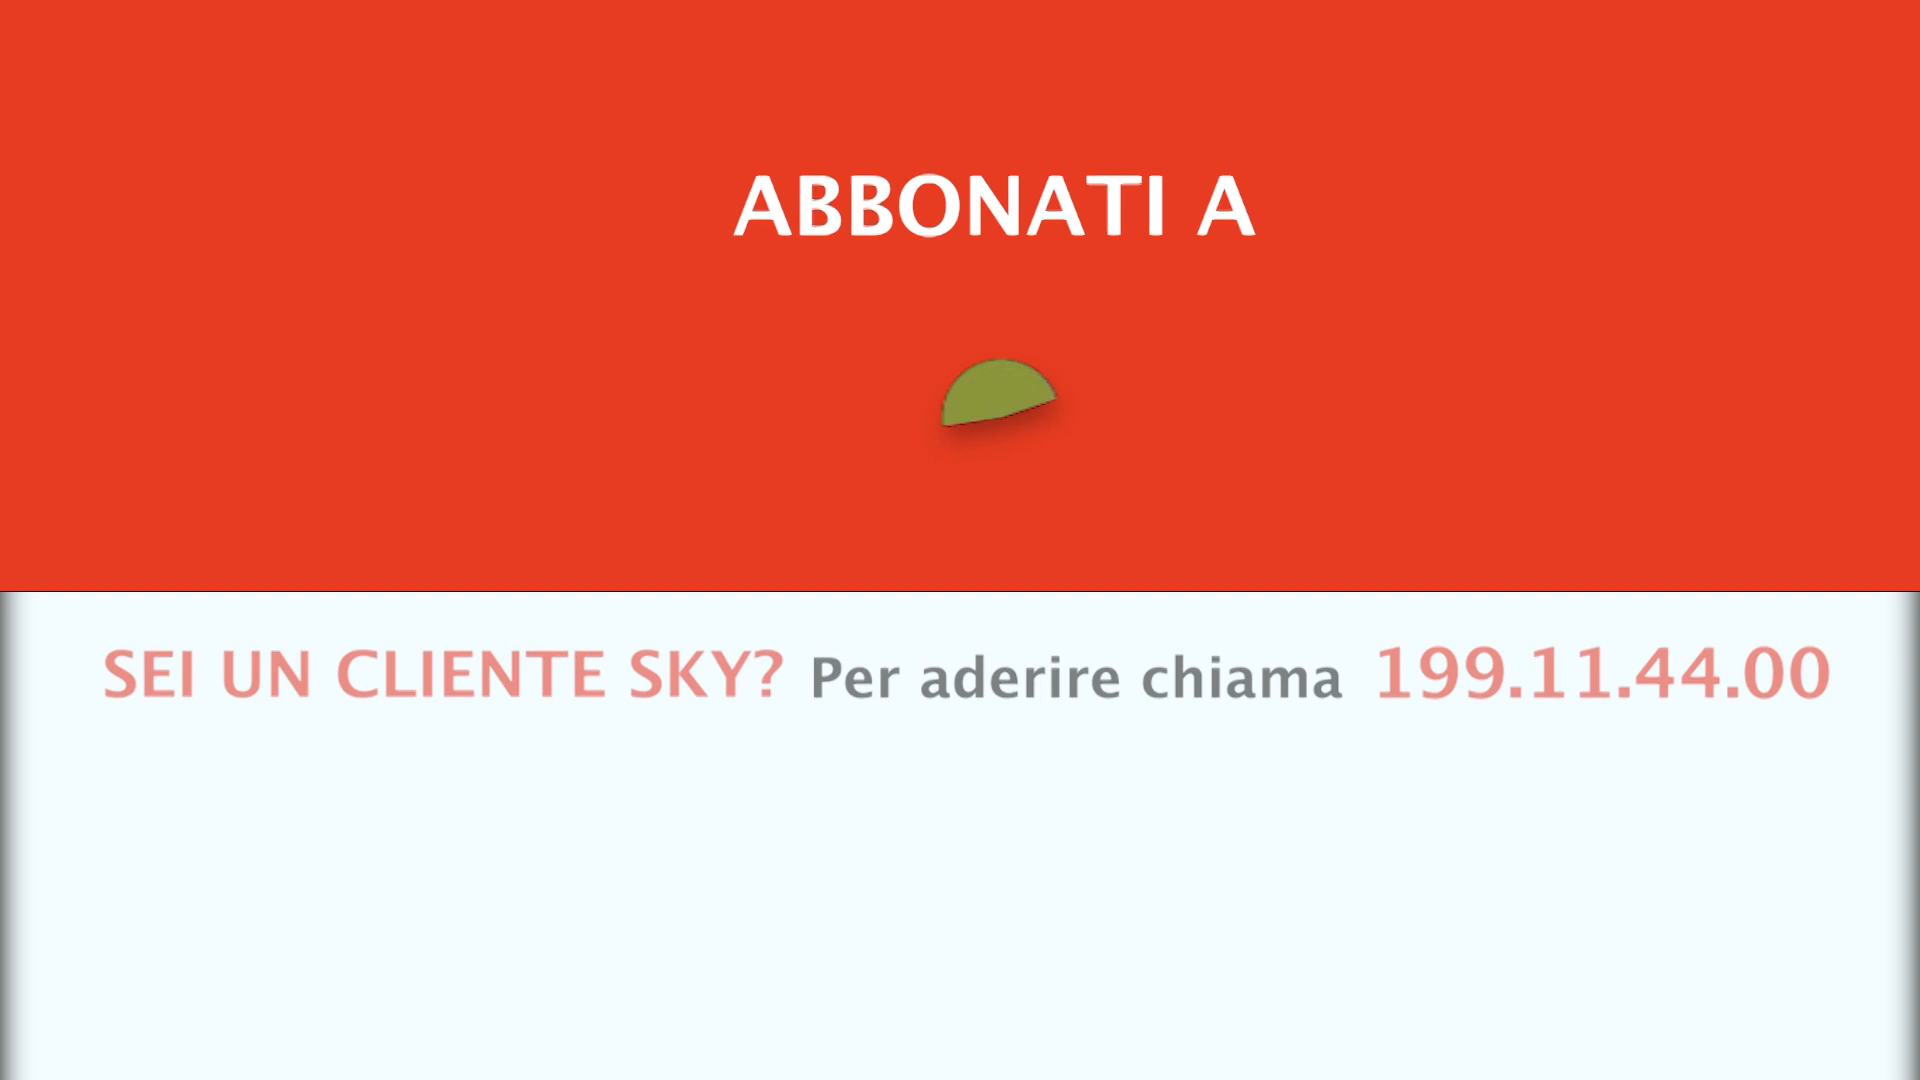 ABBONATI A
SEI UN CLIENTE SKY? Per aderire chiama 199.11.44.00